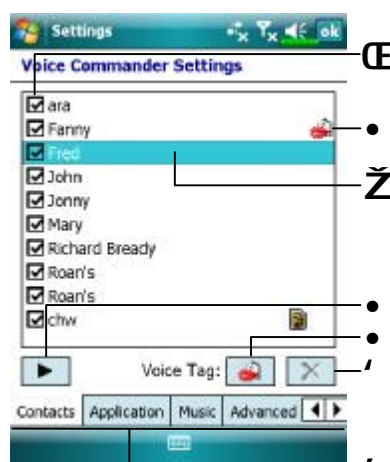 Settings
ok
Voice Commander Settings
Œ
ara
Fanny
•
Fred
John
Ž
Jonny
Mary
Richard Bready
Roan's
Roan's
•
chw
Voice Tag:
•
‘
Contacts Application Music Advanced
’